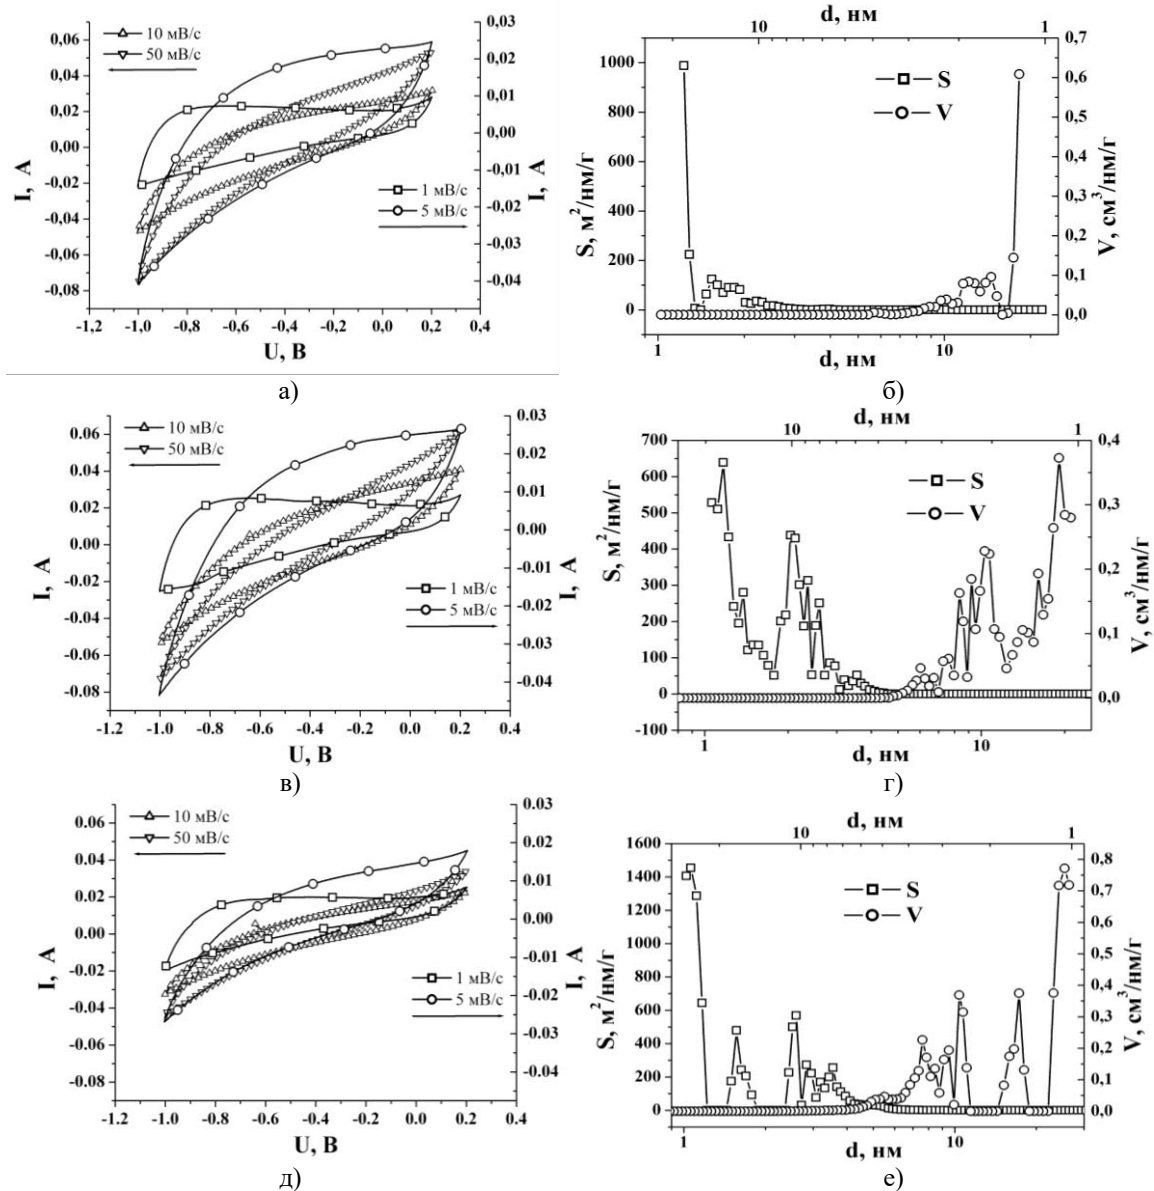 10 мВ/с
50 мВ/с
1 мВ/с
5 мВ/с
I, А
0,06
0,04
0,02
0,00
-0,02
-0,04
-0,06
0,08
0,03
0,02
0,01
0,00
-0,01
-0,02
-0,03
-0,04
I, А
-1,2 -1,0 -0,8 -0,6 -0,4 -0,2 0,0 0,2 0,4
U, В
а)
d, нм
10 1
S
V
S, м²/нм/г
1000
800
600
400
200
0
0,7
0,6
0,5
0,4
0,3
0,2
0,1
0,0
V, см³/нм/г
1 10
d, нм
б)
10 мВ/с
50 мВ/с
1 мВ/с
5 мВ/с
I, А
0.06
0.04
0.02
0.00
-0.02
-0.04
-0.06
-0.08
0.03
0.02
0.01
0.00
-0.01
-0.02
-0.03
-0.04
I, А
-1.2 -1.0 -0.8 -0.6 -0.4 -0.2 0.0 0.2 0.4
U, В
в)
d, нм
10 1
S
V
S, м²/нм/г
700
600
500
400
300
200
100
0
-100
0,4
0,3
0,2
0,1
0,0
V, см³/нм/г
1 10
d, нм
г)
10 мВ/с
50 мВ/с
1 мВ/с
5 мВ/с
I, А
0.06
0.04
0.02
0.00
-0.02
-0.04
-0.06
-0.08
0.03
0.02
0.01
0.00
-0.01
-0.02
-0.03
-0.04
I, А
-1.2 -1.0 -0.8 -0.6 -0.4 -0.2 0.0 0.2 0.4
U, В
д)
d, нм
10 1
S
V
S, м²/нм/г
1600
1400
1200
1000
800
600
400
200
0
0,8
0,7
0,6
0,5
0,4
0,3
0,2
0,1
0,0
V, см³/нм/г
1 10
d, нм
е)